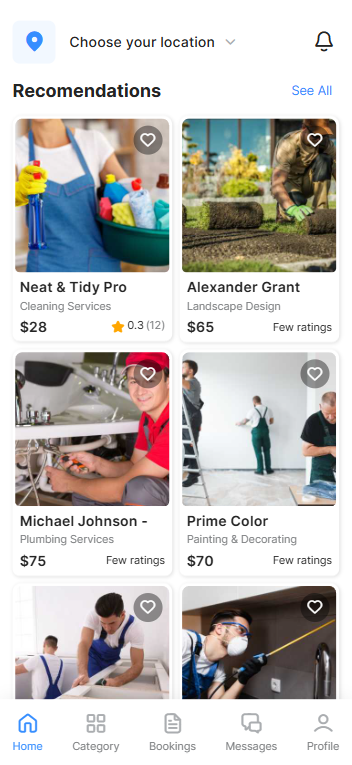 Choose your location
Recomendations
See All
Neat & Tidy Pro
Cleaning Services
$28
0.3 (12)
Alexander Grant
Landscape Design
$65
Few ratings
Michael Johnson -
Plumbing Services
$75
Few ratings
Prime Color
Painting & Decorating
$70
Few ratings
Home
Category
Bookings
Messages
Profile